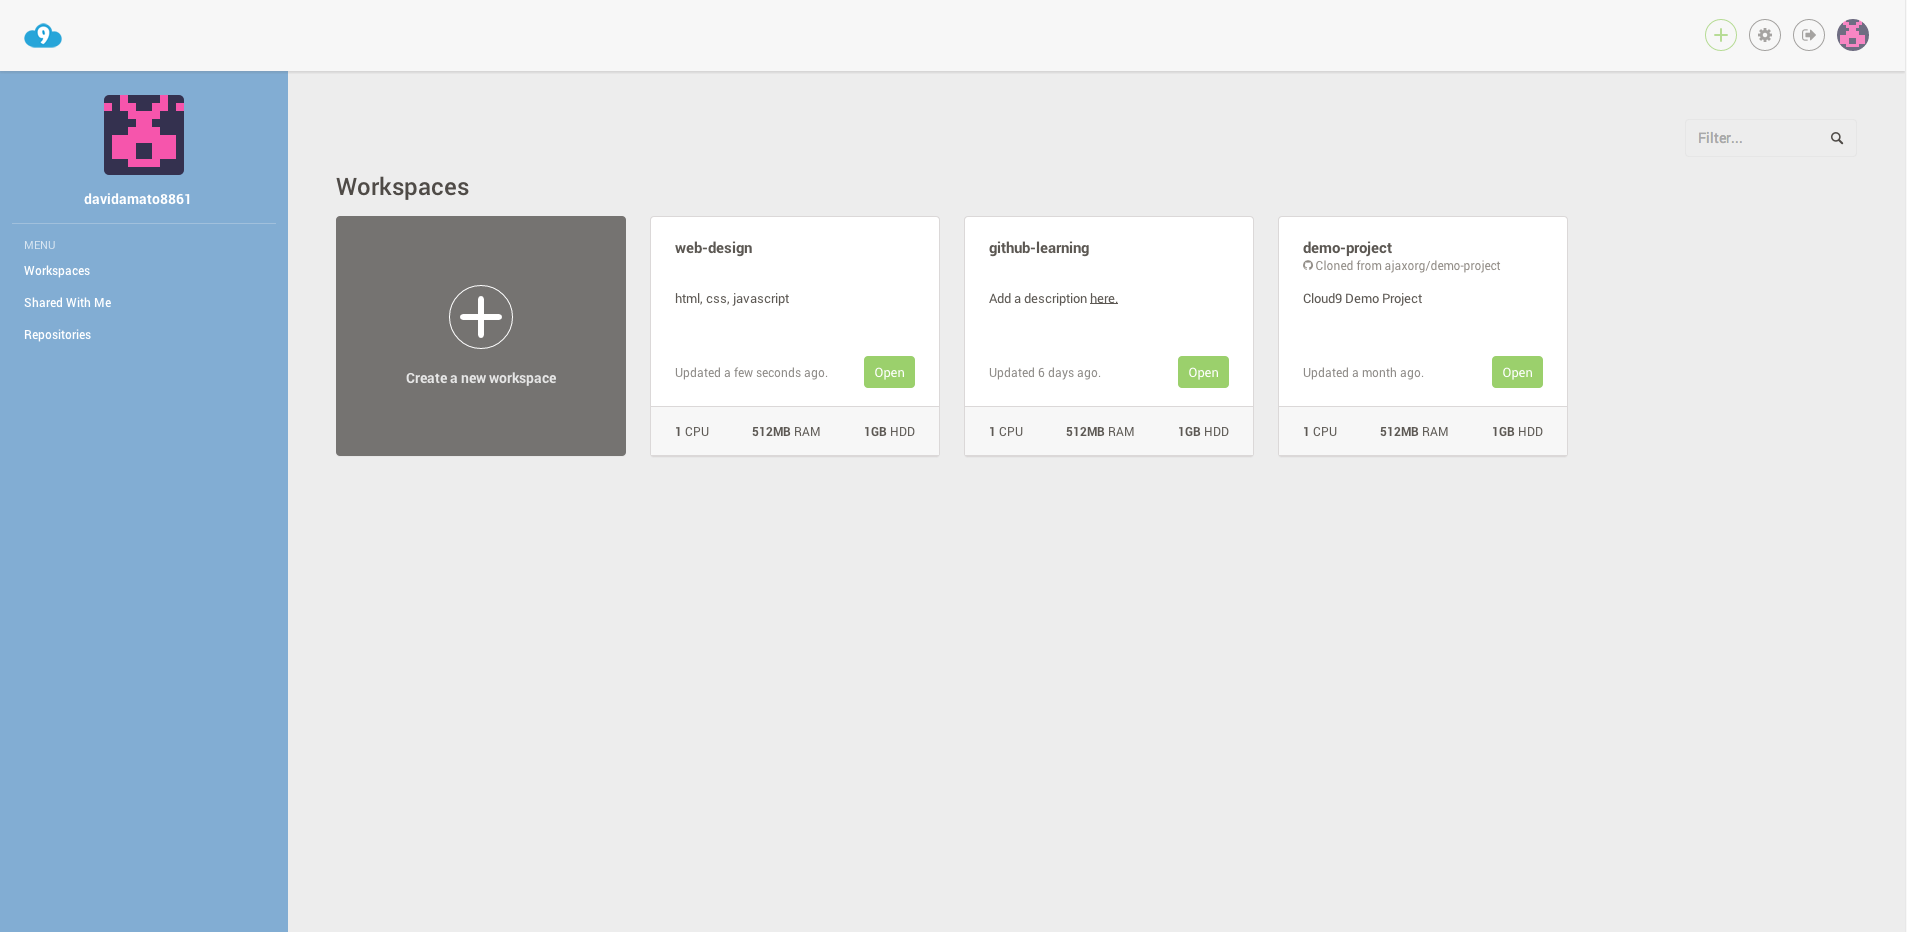 9
davidamato8861
MENU
Workspaces
Shared With Me
Repositories
Filter...
Workspaces
Create a new workspace
web-design
html, css, javascript
Updated a few seconds ago.
Open
1 CPU 512MB RAM 1GB HDD
github-learning
Add a description here.
Updated 6 days ago.
Open
1 CPU 512MB RAM 1GB HDD
demo-project
Cloned from ajaxorg/demo-project
Cloud9 Demo Project
Updated a month ago.
Open
1 CPU 512MB RAM 1GB HDD